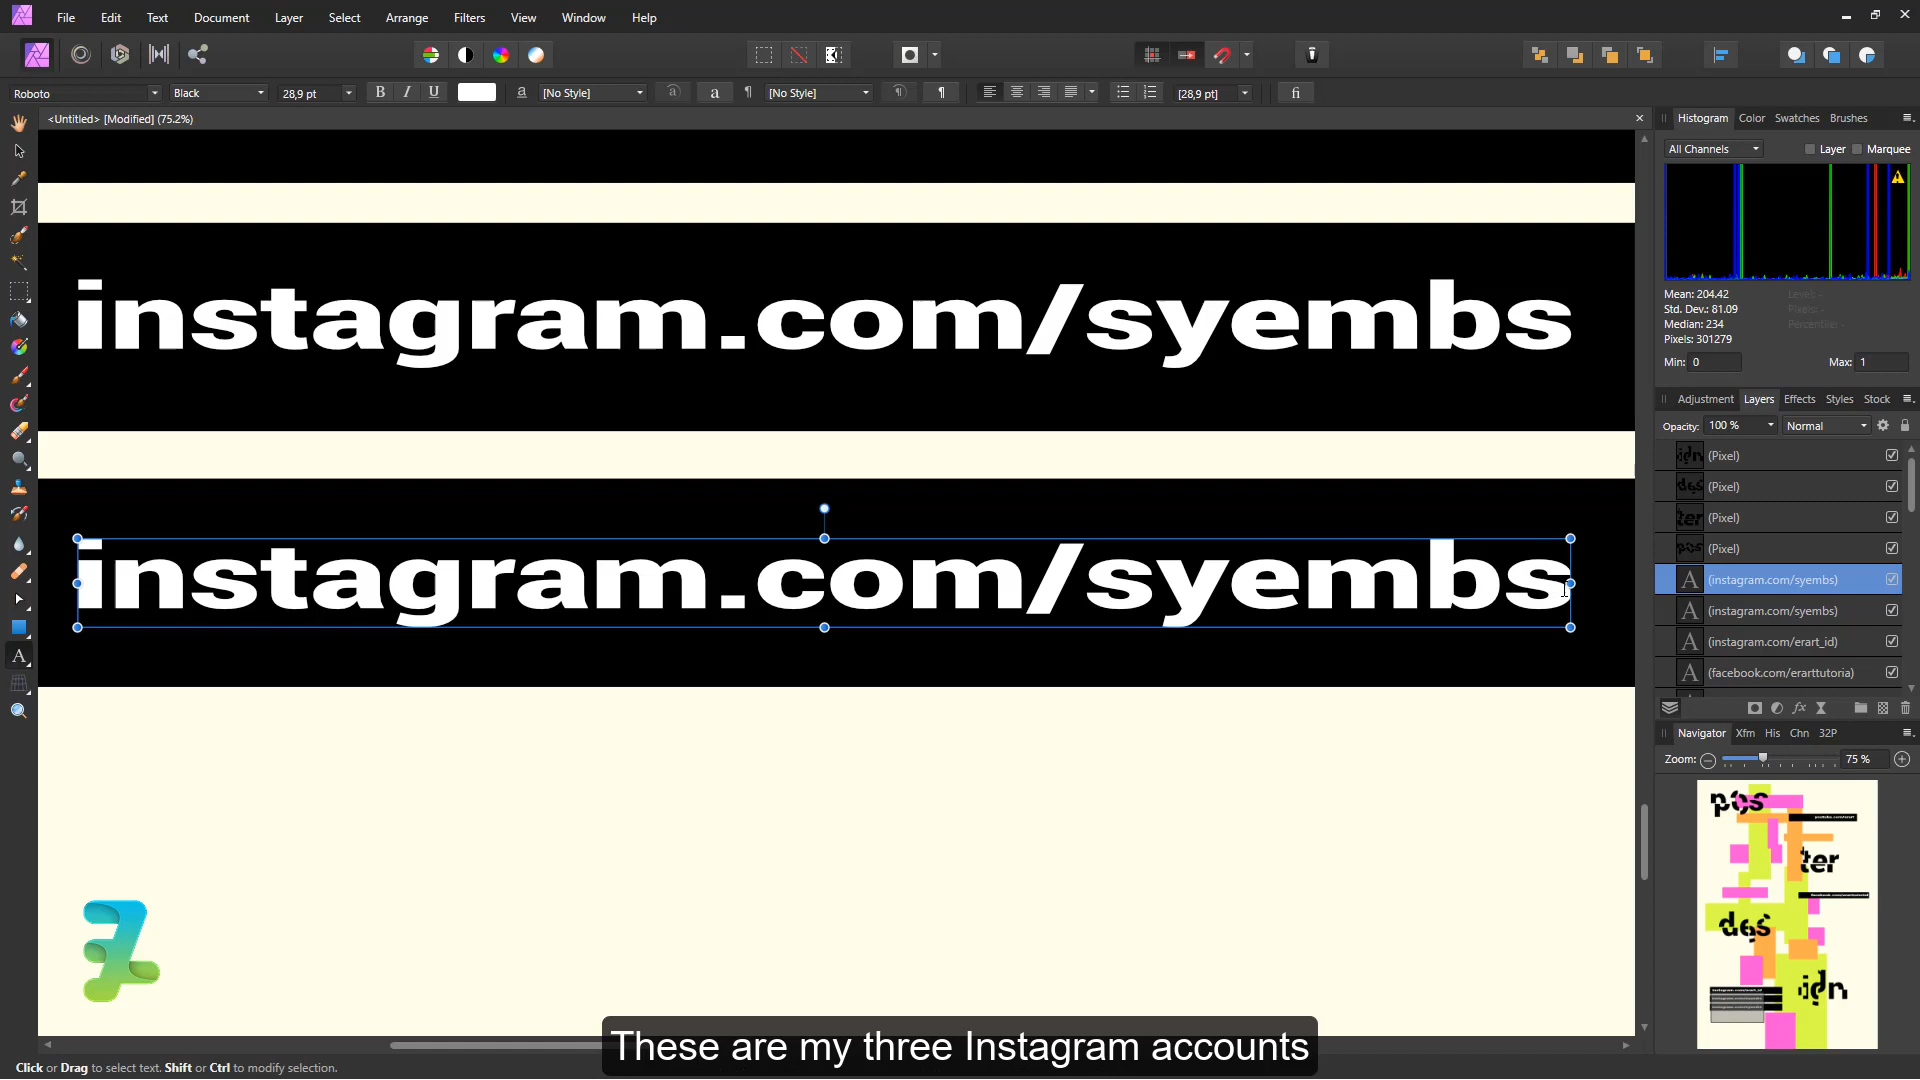 File Edit Text Document Layer Select Arrange Filters View Window Help
Roboto Black 28,9 pt B I U a [No Style] a a ¶ [No Style] ¶ [28,9 pt] fi
<Untitled> [Modified] (75.2%)
Histogram Color Swatches Brushes
All Channels Layer Marquee
Mean: 204.42 Level: -
Std. Dev.: 81.09 Pixels: -
Median: 234 Percentile: -
Pixels: 301279
Min: 0 Max: 1
Adjustment Layers Effects Styles Stock
Opacity: 100 % Normal
(Pixel)
(Pixel)
(Pixel)
(Pixel)
A (instagram.com/syembs)
A (instagram.com/syembs)
A (instagram.com/erart_id)
A (facebook.com/erarttutoria)
Navigator Xfm His Chn 32P
Zoom: 75 %
pos
ter
des
ign
instagram.com/syembs
instagram.com/syembs
These are my three Instagram accounts
Click or Drag to select text. Shift or Ctrl to modify selection.